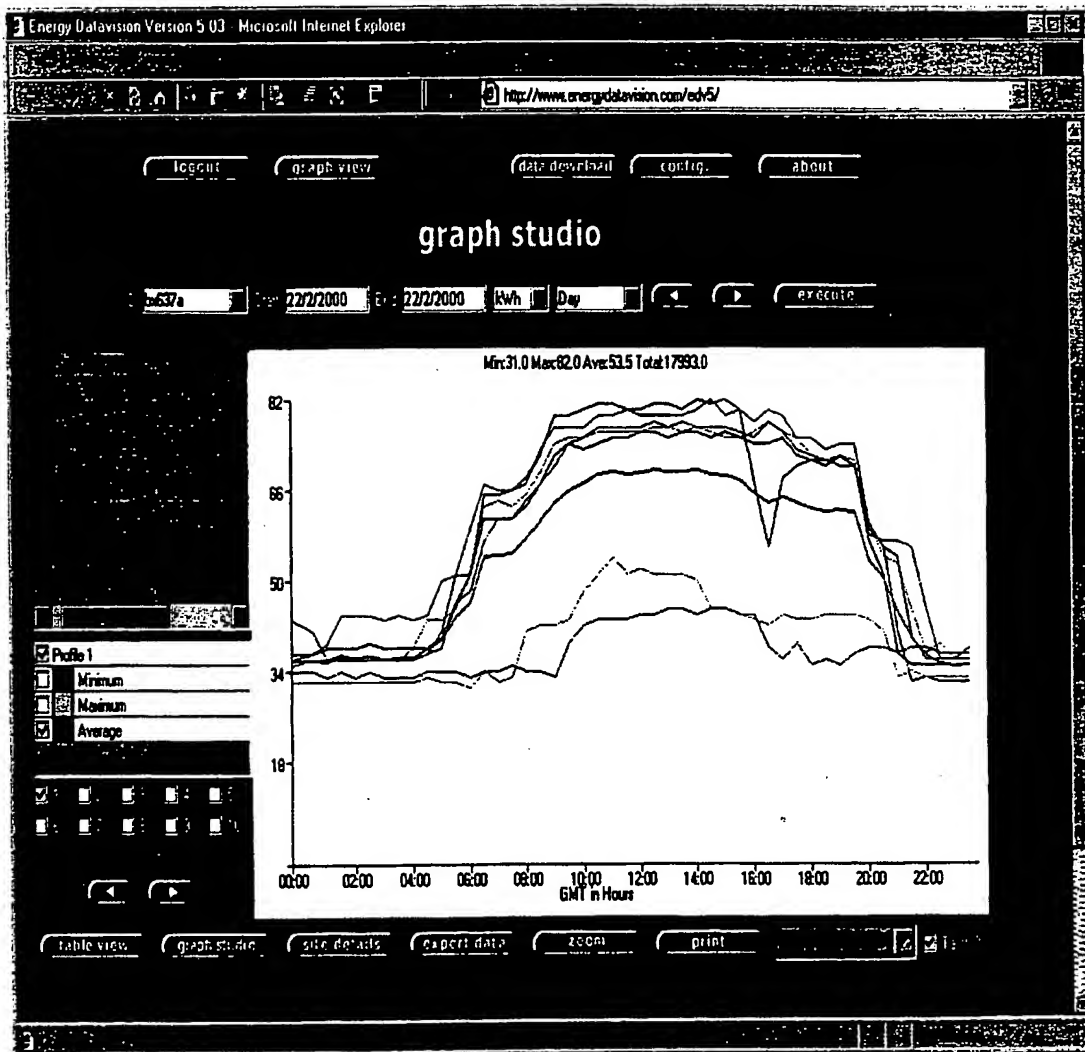 Energy Datavision Version 5.03 - Microsoft Internet Explorer
http://www.energydatavision.com/edv5/
logout graph view data download config. about
graph studio
22/2/2000 22/2/2000 kWh Day execute
Min:31.0 Max:82.0 Ave:53.5 Total:17993.0
82
66
50
34
18
00:00 02:00 04:00 06:00 08:00 10:00 12:00 14:00 16:00 18:00 20:00 22:00
GMT in Hours
Profile 1
Minimum
Maximum
Average
table view graph studio site details export data zoom print